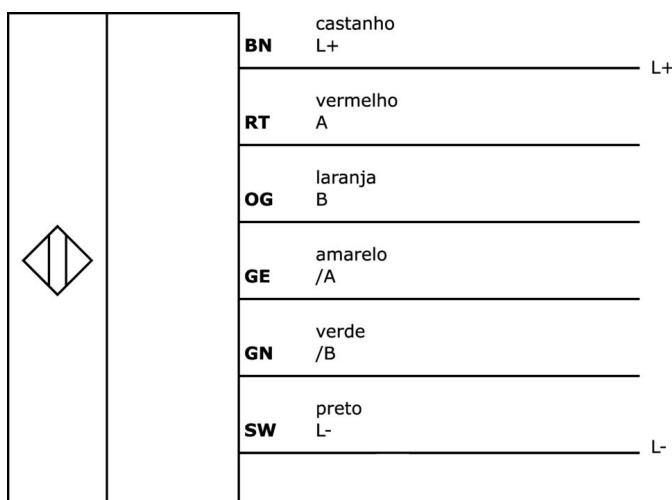 castanho
BN L+
L+
vermelho
RT A
laranja
OG B
amarelo
GE /A
verde
GN /B
preto
SW L-
L-